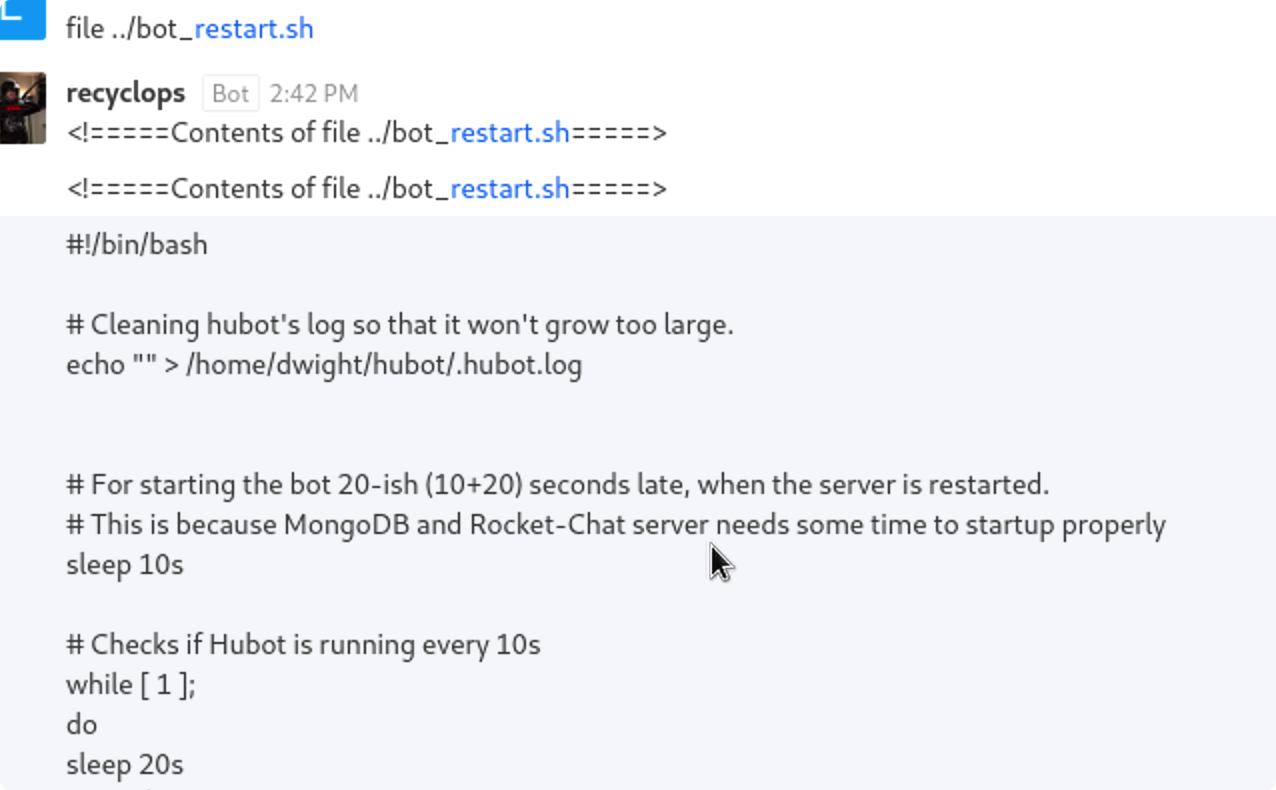 file ../bot_restart.sh
recyclops Bot 2:42 PM
<!=====Contents of file ../bot_restart.sh=====>
<!=====Contents of file ../bot_restart.sh=====>
#!/bin/bash
# Cleaning hubot's log so that it won't grow too large.
echo "" > /home/dwight/hubot/.hubot.log
# For starting the bot 20-ish (10+20) seconds late, when the server is restarted.
# This is because MongoDB and Rocket-Chat server needs some time to startup properly
sleep 10s
# Checks if Hubot is running every 10s
while [ 1 ];
do
sleep 20s